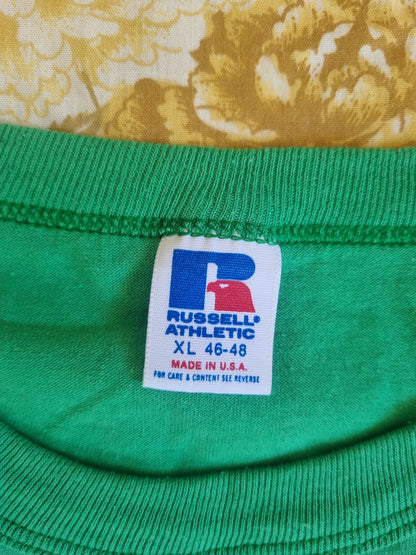 R
RUSSELL®
ATHLETIC
XL 46-48
MADE IN U.S.A.
FOR CARE & CONTENT SEE REVERSE